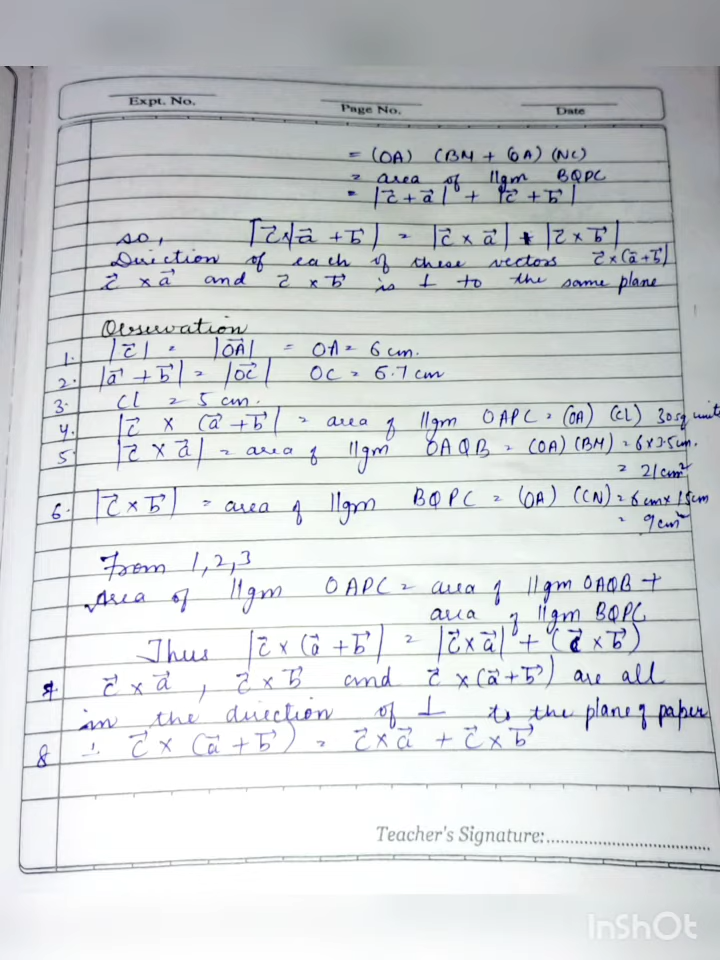 Expt. No.
Page No.
Date
= (OA) (BM + (OA) (NC)
= area of ||gm BQPC
= |c⃗ + a⃗| + |c⃗ + b⃗|
so, |c⃗ × |a⃗ + b⃗| = |c⃗ × a⃗| + |c⃗ × b⃗|
Direction of each of these vectors c⃗ × (a⃗ + b⃗)
c⃗ × a⃗ and c⃗ × b⃗ is ⊥ to the same plane
Observation
1. |c⃗| = |OA⃗| = OA = 6 cm.
2. |a⃗ + b⃗| = |OC⃗| OC = 6.7 cm
3. Cl = 5 cm.
4. |c⃗ × (a⃗ + b⃗| = area of ||gm OAPC = (OA) (CL) 30 sq units
5 |c⃗ × a⃗| = area of ||gm OAQB = (OA) (BM) = 6 × 3.5 cm.
= 21 cm²
6. |c⃗ × b⃗| = area of ||gm BQPC = (OA) (CN) = 6 cm × 1.5 cm
= 9 cm²
From 1, 2, 3
Area of ||gm OAPC = area of ||gm OAQB +
area of ||gm BQPC
Thus |c⃗ × (a⃗ + b⃗| = |c⃗ × a⃗| + (c⃗ × b⃗)
c⃗ × a⃗, c⃗ × b⃗ and c⃗ × (a⃗ + b⃗) are all
in the direction of ⊥ to the plane of paper
8 ∴ c⃗ × (a⃗ + b⃗) = c⃗ × a⃗ + c⃗ × b⃗
Teacher's Signature:
InShOt